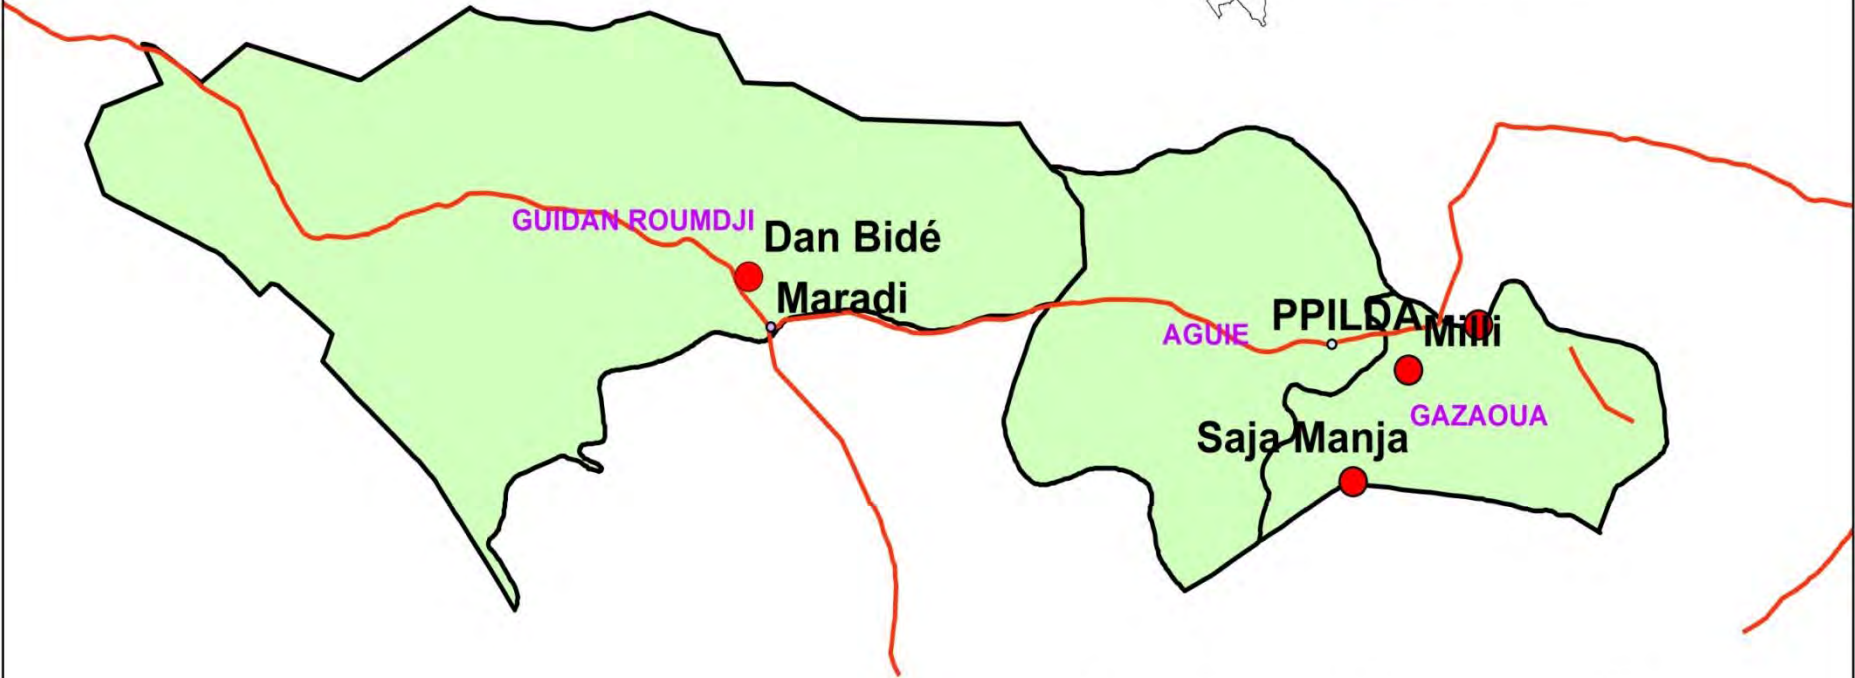 GUIDAN ROUMDJI
Dan Bidé
Maradi
PPILDA
Milli
AGUIE
GAZAOUA
Saja Manja